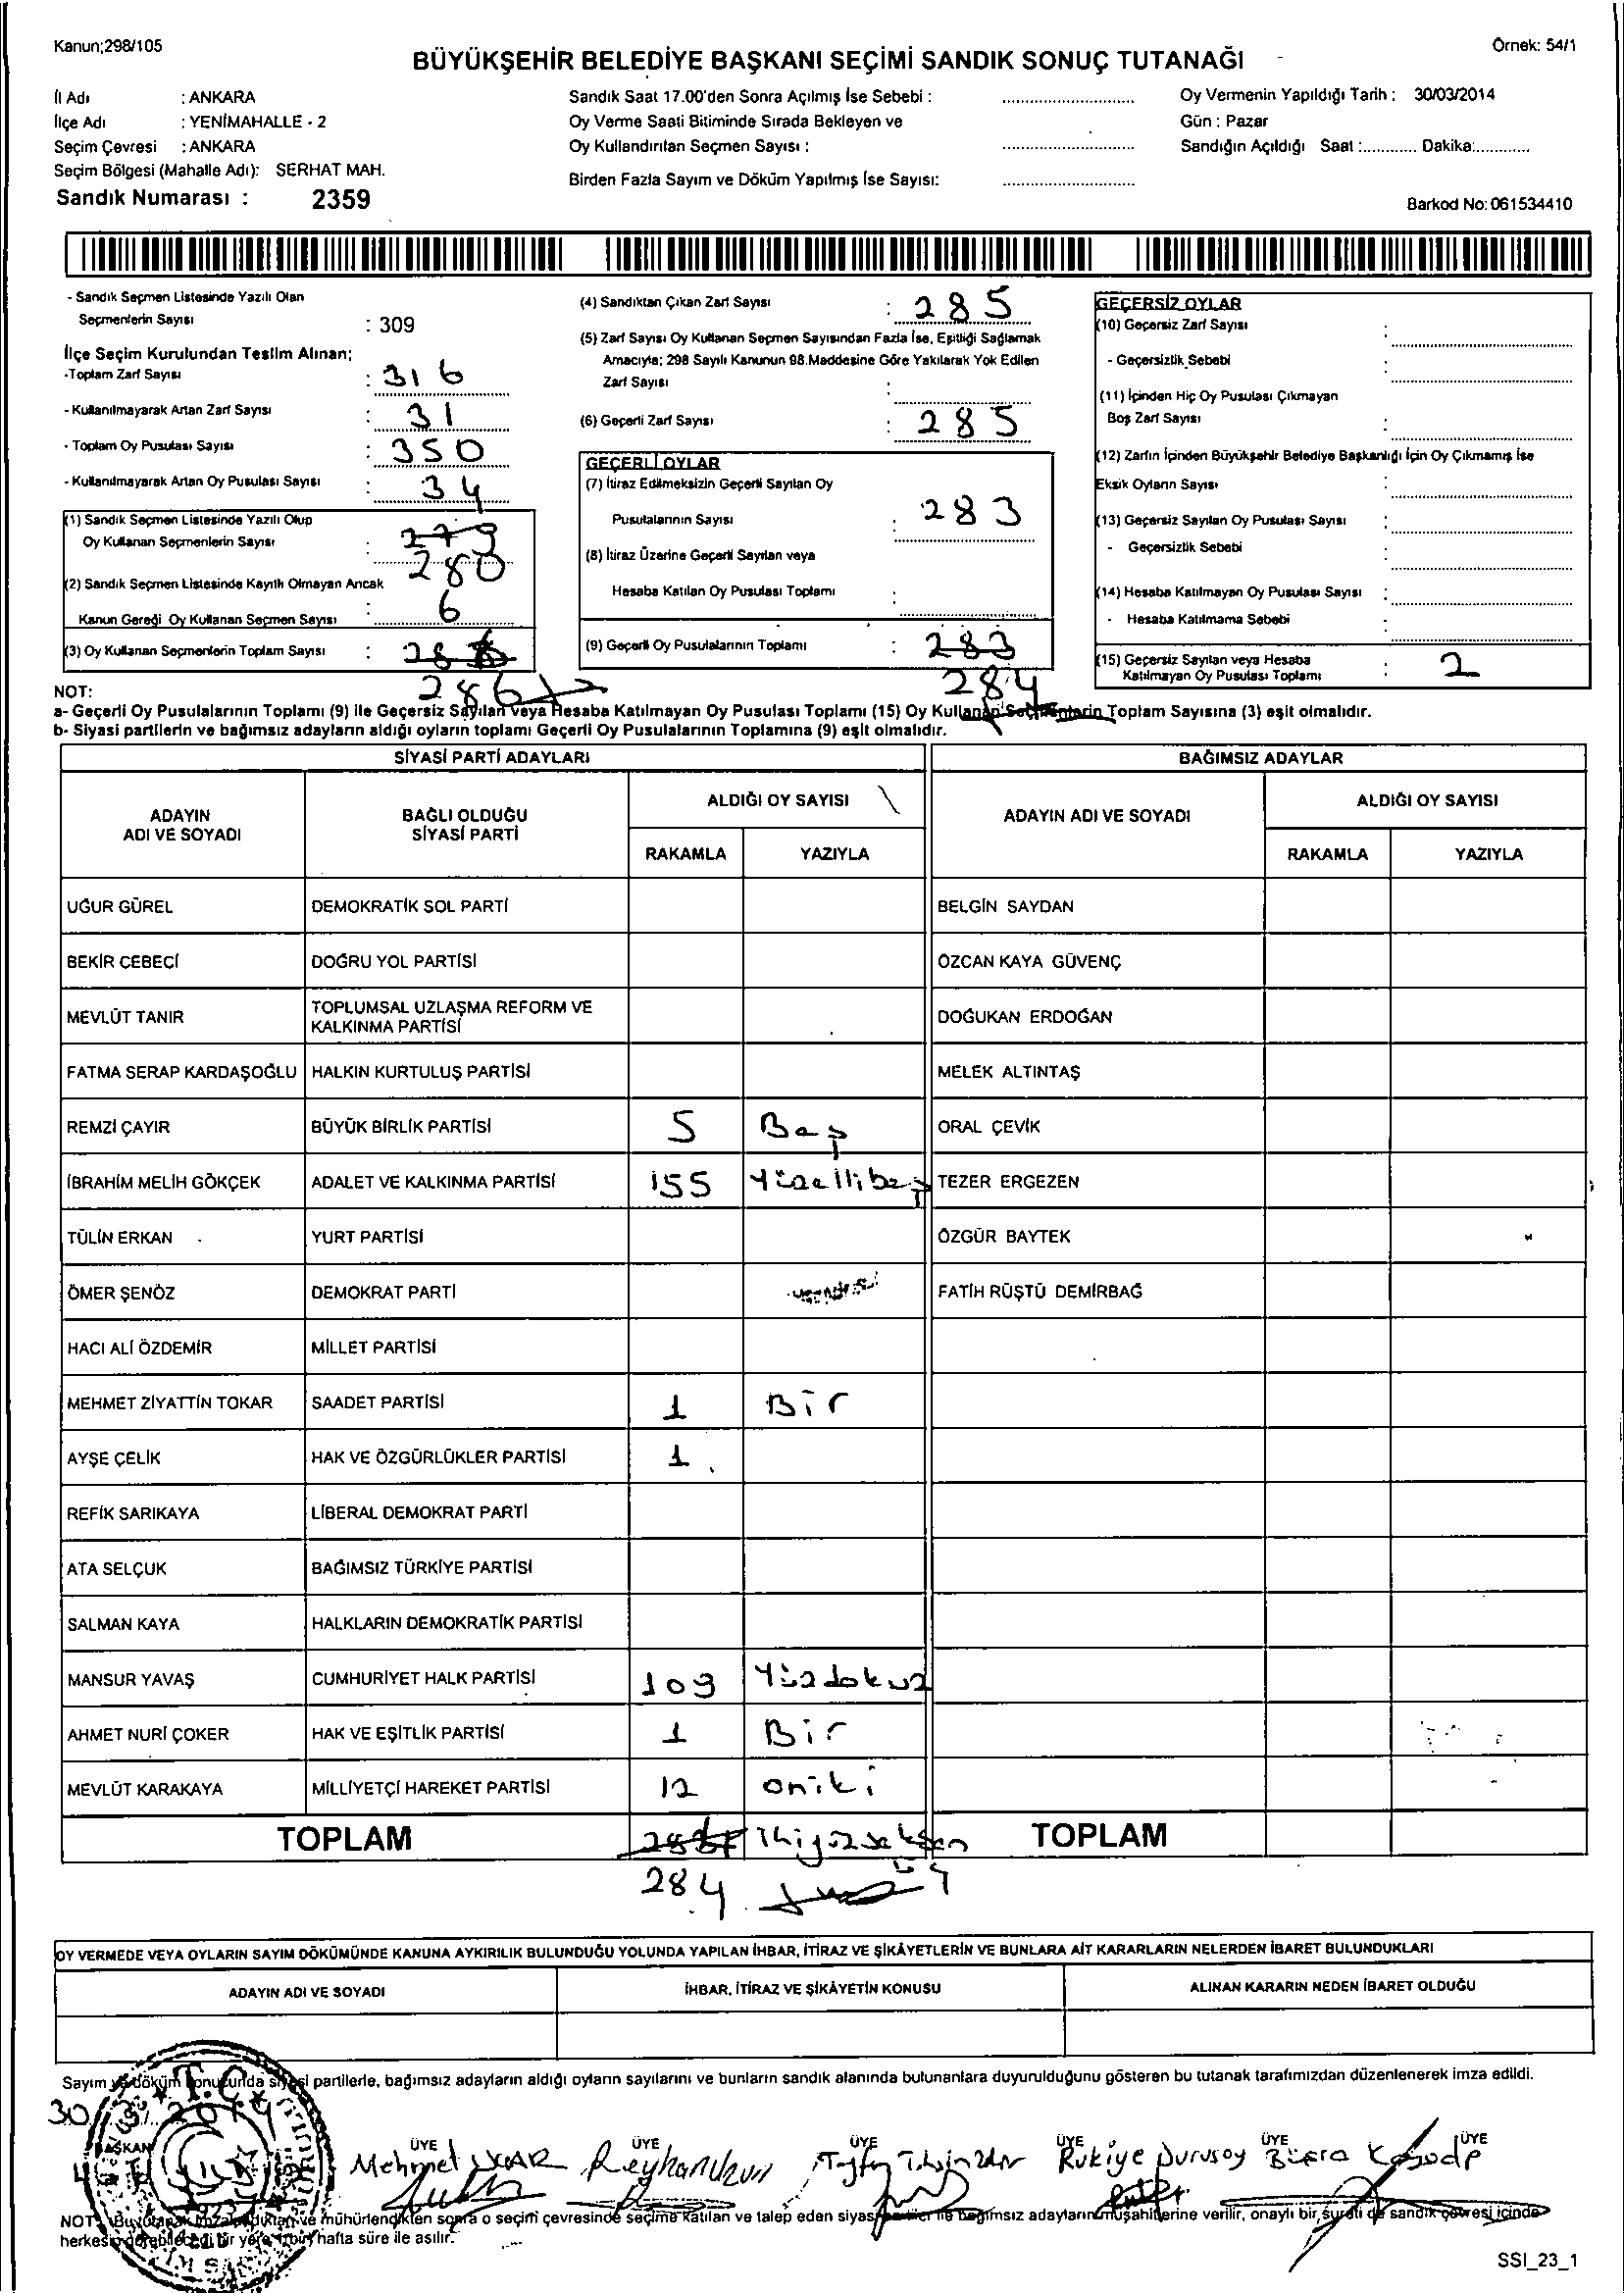 Kanun;298/105
Örnek: 54/1
BÜYÜKŞEHİR BELEDİYE BAŞKANI SEÇİMİ SANDIK SONUÇ TUTANAĞI
İl Adı : ANKARA
İlçe Adı : YENİMAHALLE - 2
Seçim Çevresi : ANKARA
Seçim Bölgesi (Mahalle Adı): SERHAT MAH.
Sandık Numarası : 2359
Sandık Saat 17.00'den Sonra Açılmış İse Sebebi :
Oy Verme Saati Bitiminde Sırada Bekleyen ve
Oy Kullandırılan Seçmen Sayısı :
Birden Fazla Sayım ve Döküm Yapılmış İse Sayısı:
Oy Vermenin Yapıldığı Tarih : 30/03/2014
Gün : Pazar
Sandığın Açıldığı Saat :............ Dakika:............
Barkod No: 061534410
- Sandık Seçmen Listesinde Yazılı Olan
Seçmenlerin Sayısı : 309
İlçe Seçim Kurulundan Teslim Alınan;
-Toplam Zarf Sayısı : 316
- Kullanılmayarak Artan Zarf Sayısı : 31
- Toplam Oy Pusulası Sayısı : 350
- Kullanılmayarak Artan Oy Pusulası Sayısı : 34
(1) Sandık Seçmen Listesinde Yazılı Olup
Oy Kullanan Seçmenlerin Sayısı : 279
280
(2) Sandık Seçmen Listesinde Kayıtlı Olmayan Ancak
Kanun Gereği Oy Kullanan Seçmen Sayısı : 6
(3) Oy Kullanan Seçmenlerin Toplam Sayısı :
286
(4) Sandıktan Çıkan Zarf Sayısı : 285
(5) Zarf Sayısı Oy Kullanan Seçmen Sayısından Fazla İse, Eşitliği Sağlamak
Amacıyla; 298 Sayılı Kanunun 98.Maddesine Göre Yakılarak Yok Edilen
Zarf Sayısı :
(6) Geçerli Zarf Sayısı : 285
GEÇERLİ OYLAR
(7) İtiraz Edilmeksizin Geçerli Sayılan Oy
Pusulalarının Sayısı : 283
(8) İtiraz Üzerine Geçerli Sayılan veya
Hesaba Katılan Oy Pusulası Toplamı :
(9) Geçerli Oy Pusulalarının Toplamı : 283
284
GEÇERSİZ OYLAR
(10) Geçersiz Zarf Sayısı :
- Geçersizlik Sebebi :
(11) İçinden Hiç Oy Pusulası Çıkmayan
Boş Zarf Sayısı :
(12) Zarfın İçinden Büyükşehir Belediye Başkanlığı İçin Oy Çıkmamış İse
Eksik Oyların Sayısı :
(13) Geçersiz Sayılan Oy Pusulası Sayısı :
- Geçersizlik Sebebi :
(14) Hesaba Katılmayan Oy Pusulası Sayısı :
- Hesaba Katılmama Sebebi :
(15) Geçersiz Sayılan veya Hesaba
Katılmayan Oy Pusulası Toplamı : 2
NOT:
a- Geçerli Oy Pusulalarının Toplamı (9) ile Geçersiz Sayılan veya Hesaba Katılmayan Oy Pusulası Toplamı (15) Oy Kullanan Seçmenlerin Toplam Sayısına (3) eşit olmalıdır.
b- Siyasi partilerin ve bağımsız adayların aldığı oyların toplamı Geçerli Oy Pusulalarının Toplamına (9) eşit olmalıdır.
SİYASİ PARTİ ADAYLARI
BAĞIMSIZ ADAYLAR
ADAYIN ADI VE SOYADI
BAĞLI OLDUĞU SİYASİ PARTİ
ALDIĞI OY SAYISI
RAKAMLA YAZIYLA
ADAYIN ADI VE SOYADI
ALDIĞI OY SAYISI
RAKAMLA YAZIYLA
UĞUR GÜREL DEMOKRATİK SOL PARTİ BELGİN SAYDAN
BEKİR CEBECİ DOĞRU YOL PARTİSİ ÖZCAN KAYA GÜVENÇ
MEVLÜT TANIR TOPLUMSAL UZLAŞMA REFORM VE KALKINMA PARTİSİ DOĞUKAN ERDOĞAN
FATMA SERAP KARDAŞOĞLU HALKIN KURTULUŞ PARTİSİ MELEK ALTINTAŞ
REMZİ ÇAYIR BÜYÜK BİRLİK PARTİSİ 5 Beş ORAL ÇEVİK
İBRAHİM MELİH GÖKÇEK ADALET VE KALKINMA PARTİSİ 155 Yüzellibeş TEZER ERGEZEN
TÜLİN ERKAN YURT PARTİSİ ÖZGÜR BAYTEK
ÖMER ŞENÖZ DEMOKRAT PARTİ FATİH RÜŞTÜ DEMİRBAĞ
HACI ALİ ÖZDEMİR MİLLET PARTİSİ
MEHMET ZİYATTİN TOKAR SAADET PARTİSİ 1 Bir
AYŞE ÇELİK HAK VE ÖZGÜRLÜKLER PARTİSİ 1
REFİK SARIKAYA LİBERAL DEMOKRAT PARTİ
ATA SELÇUK BAĞIMSIZ TÜRKİYE PARTİSİ
SALMAN KAYA HALKLARIN DEMOKRATİK PARTİSİ
MANSUR YAVAŞ CUMHURİYET HALK PARTİSİ 109 Yüzdokuz
AHMET NURİ ÇOKER HAK VE EŞİTLİK PARTİSİ 1 Bir
MEVLÜT KARAKAYA MİLLİYETÇİ HAREKET PARTİSİ 12 oniki
TOPLAM ikiyüzseksen TOPLAM
284
OY VERMEDE VEYA OYLARIN SAYIM DÖKÜMÜNDE KANUNA AYKIRILIK BULUNDUĞU YOLUNDA YAPILAN İHBAR, İTİRAZ VE ŞİKÂYETLERİN VE BUNLARA AİT KARARLARIN NELERDEN İBARET BULUNDUKLARI
ADAYIN ADI VE SOYADI İHBAR, İTİRAZ VE ŞİKÂYETİN KONUSU ALINAN KARARIN NEDEN İBARET OLDUĞU
Sayım ve döküm sonucunda siyasi partilerle, bağımsız adayların aldığı oyların sayılarını ve bunların sandık alanında bulunanlara duyurulduğunu gösteren bu tutanak tarafımızdan düzenlenerek imza edildi.
30 3 2014
T.C.
BAŞKAN ÜYE ÜYE ÜYE ÜYE ÜYE ÜYE
Mehmet UÇAR Reyhan Uzun Rukiye Durusoy Büşra
NOT: Bu tutanak imzalandıktan ve mühürlendikten sonra o seçim çevresinde seçime katılan ve talep eden siyasi partiler ile bağımsız adayların müşahitlerine verilir, onaylı bir sureti de sandık çevresi içinde
herkesin görebileceği bir yere, 1 bir hafta süre ile asılır.
SSI_23_1